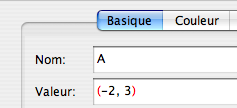 Basique Couleur
Nom: A
Valeur: (-2, 3)